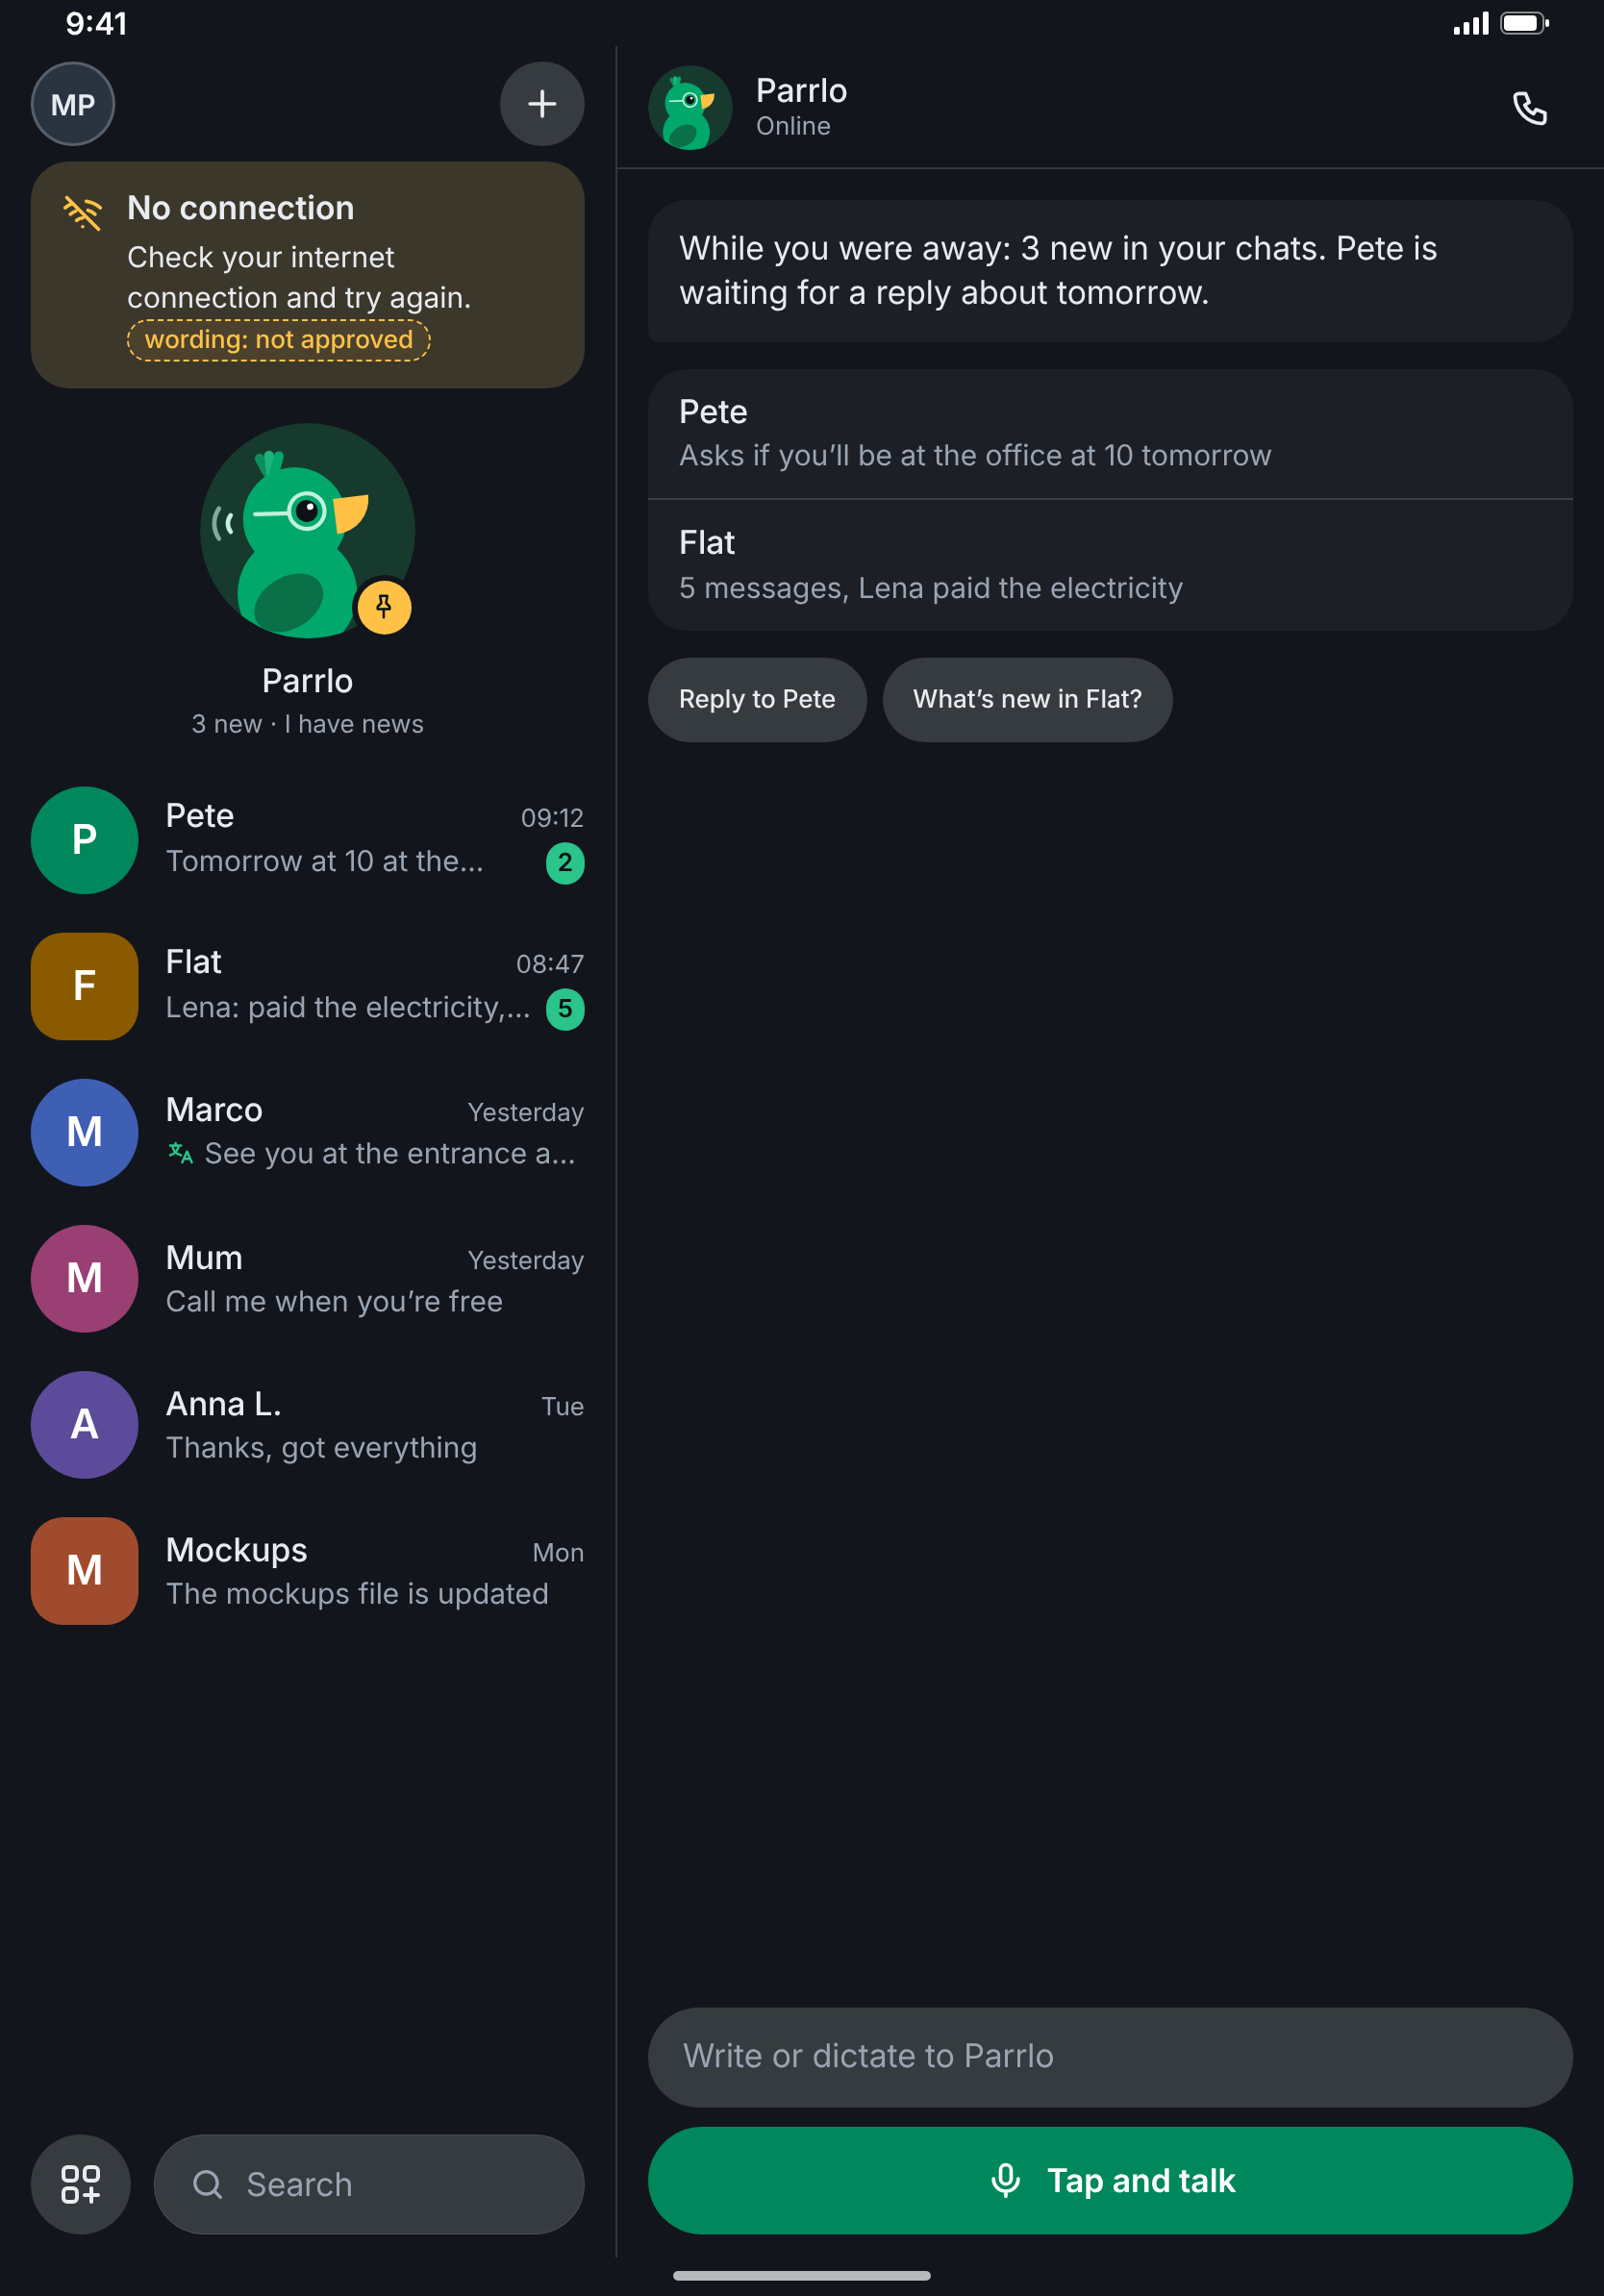 9:41
MP
No connection
Check your internet
connection and try again.
wording: not approved
Parrlo
3 new · I have news
P
Pete
09:12
Tomorrow at 10 at the...
2
F
Flat
08:47
Lena: paid the electricity,...
5
M
Marco
Yesterday
See you at the entrance a...
M
Mum
Yesterday
Call me when you’re free
A
Anna L.
Tue
Thanks, got everything
M
Mockups
Mon
The mockups file is updated
Search
Parrlo
Online
While you were away: 3 new in your chats. Pete is
waiting for a reply about tomorrow.
Pete
Asks if you’ll be at the office at 10 tomorrow
Flat
5 messages, Lena paid the electricity
Reply to Pete
What’s new in Flat?
Write or dictate to Parrlo
Tap and talk